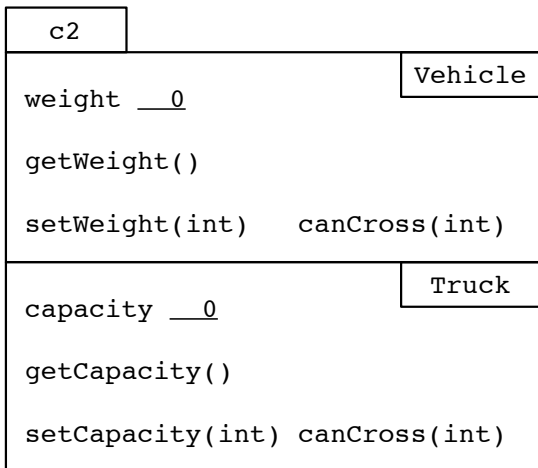 c2
Vehicle
weight 0
getWeight()
setWeight(int) canCross(int)
Truck
capacity 0
getCapacity()
setCapacity(int) canCross(int)